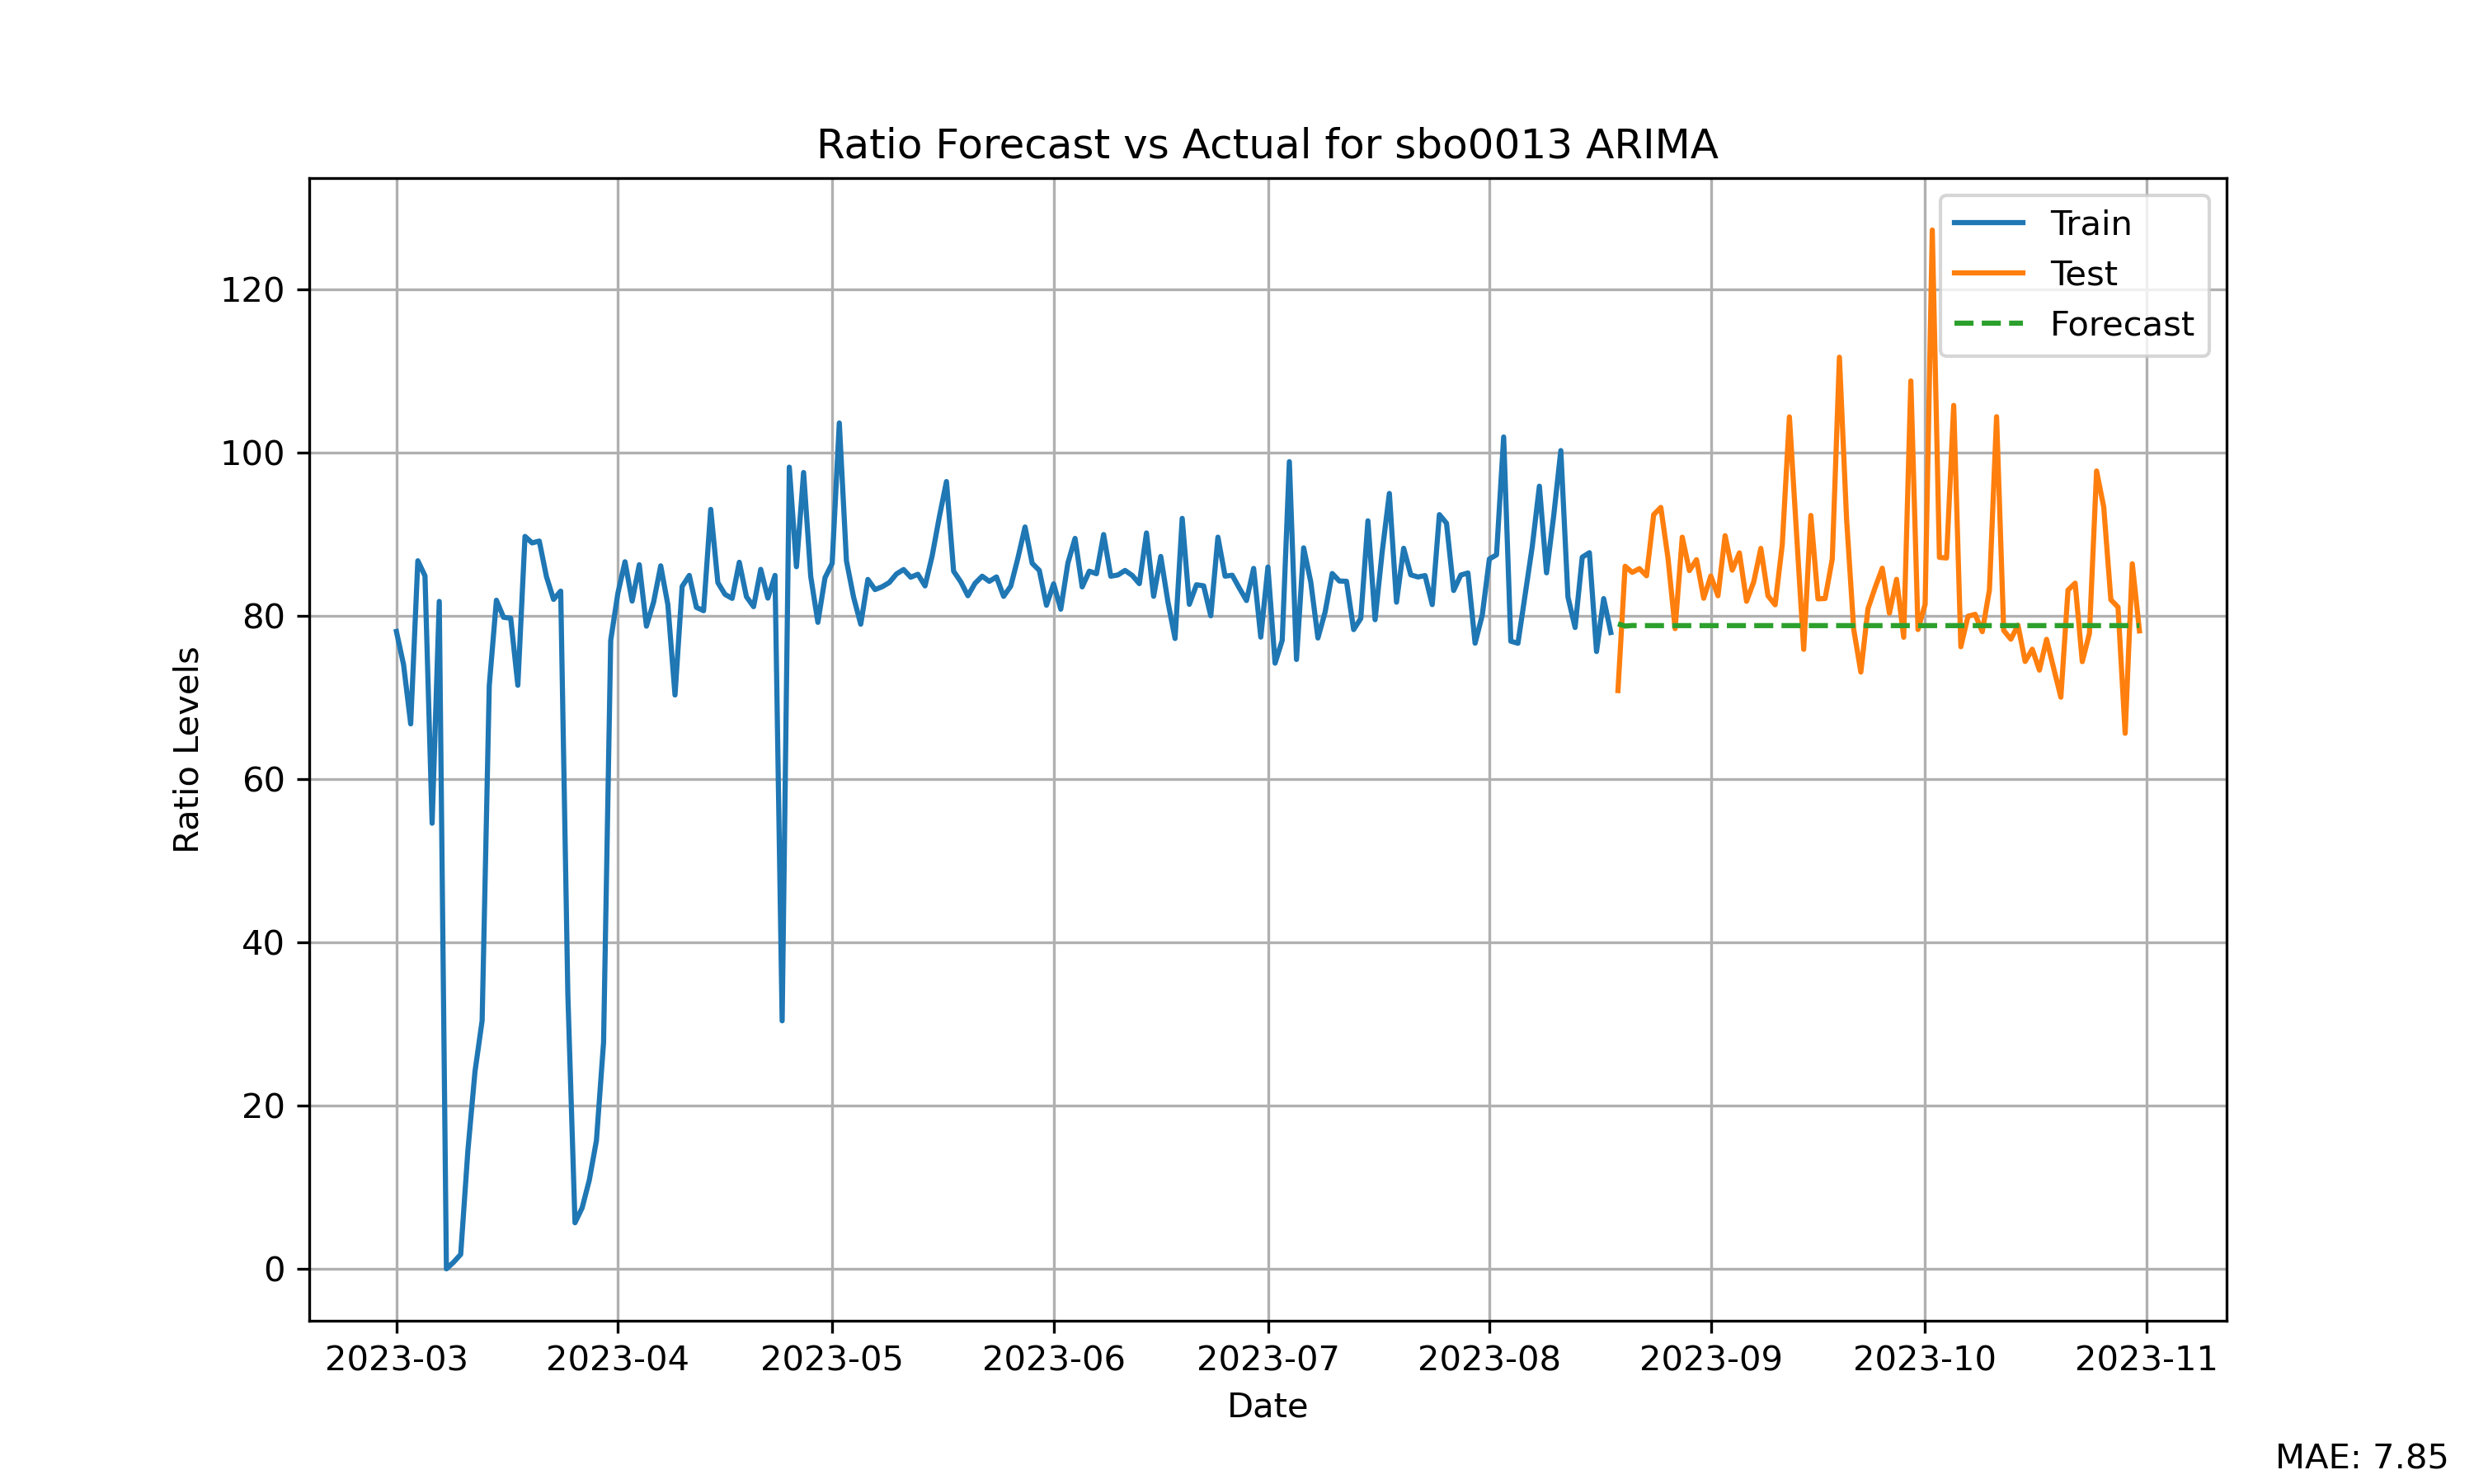 Ratio Forecast vs Actual for sbo0013 ARIMA
Train
Test
Forecast
120
100
80
60
40
20
0
Ratio Levels
2023-03 2023-04 2023-05 2023-06 2023-07 2023-08 2023-09 2023-10 2023-11
Date
MAE: 7.85